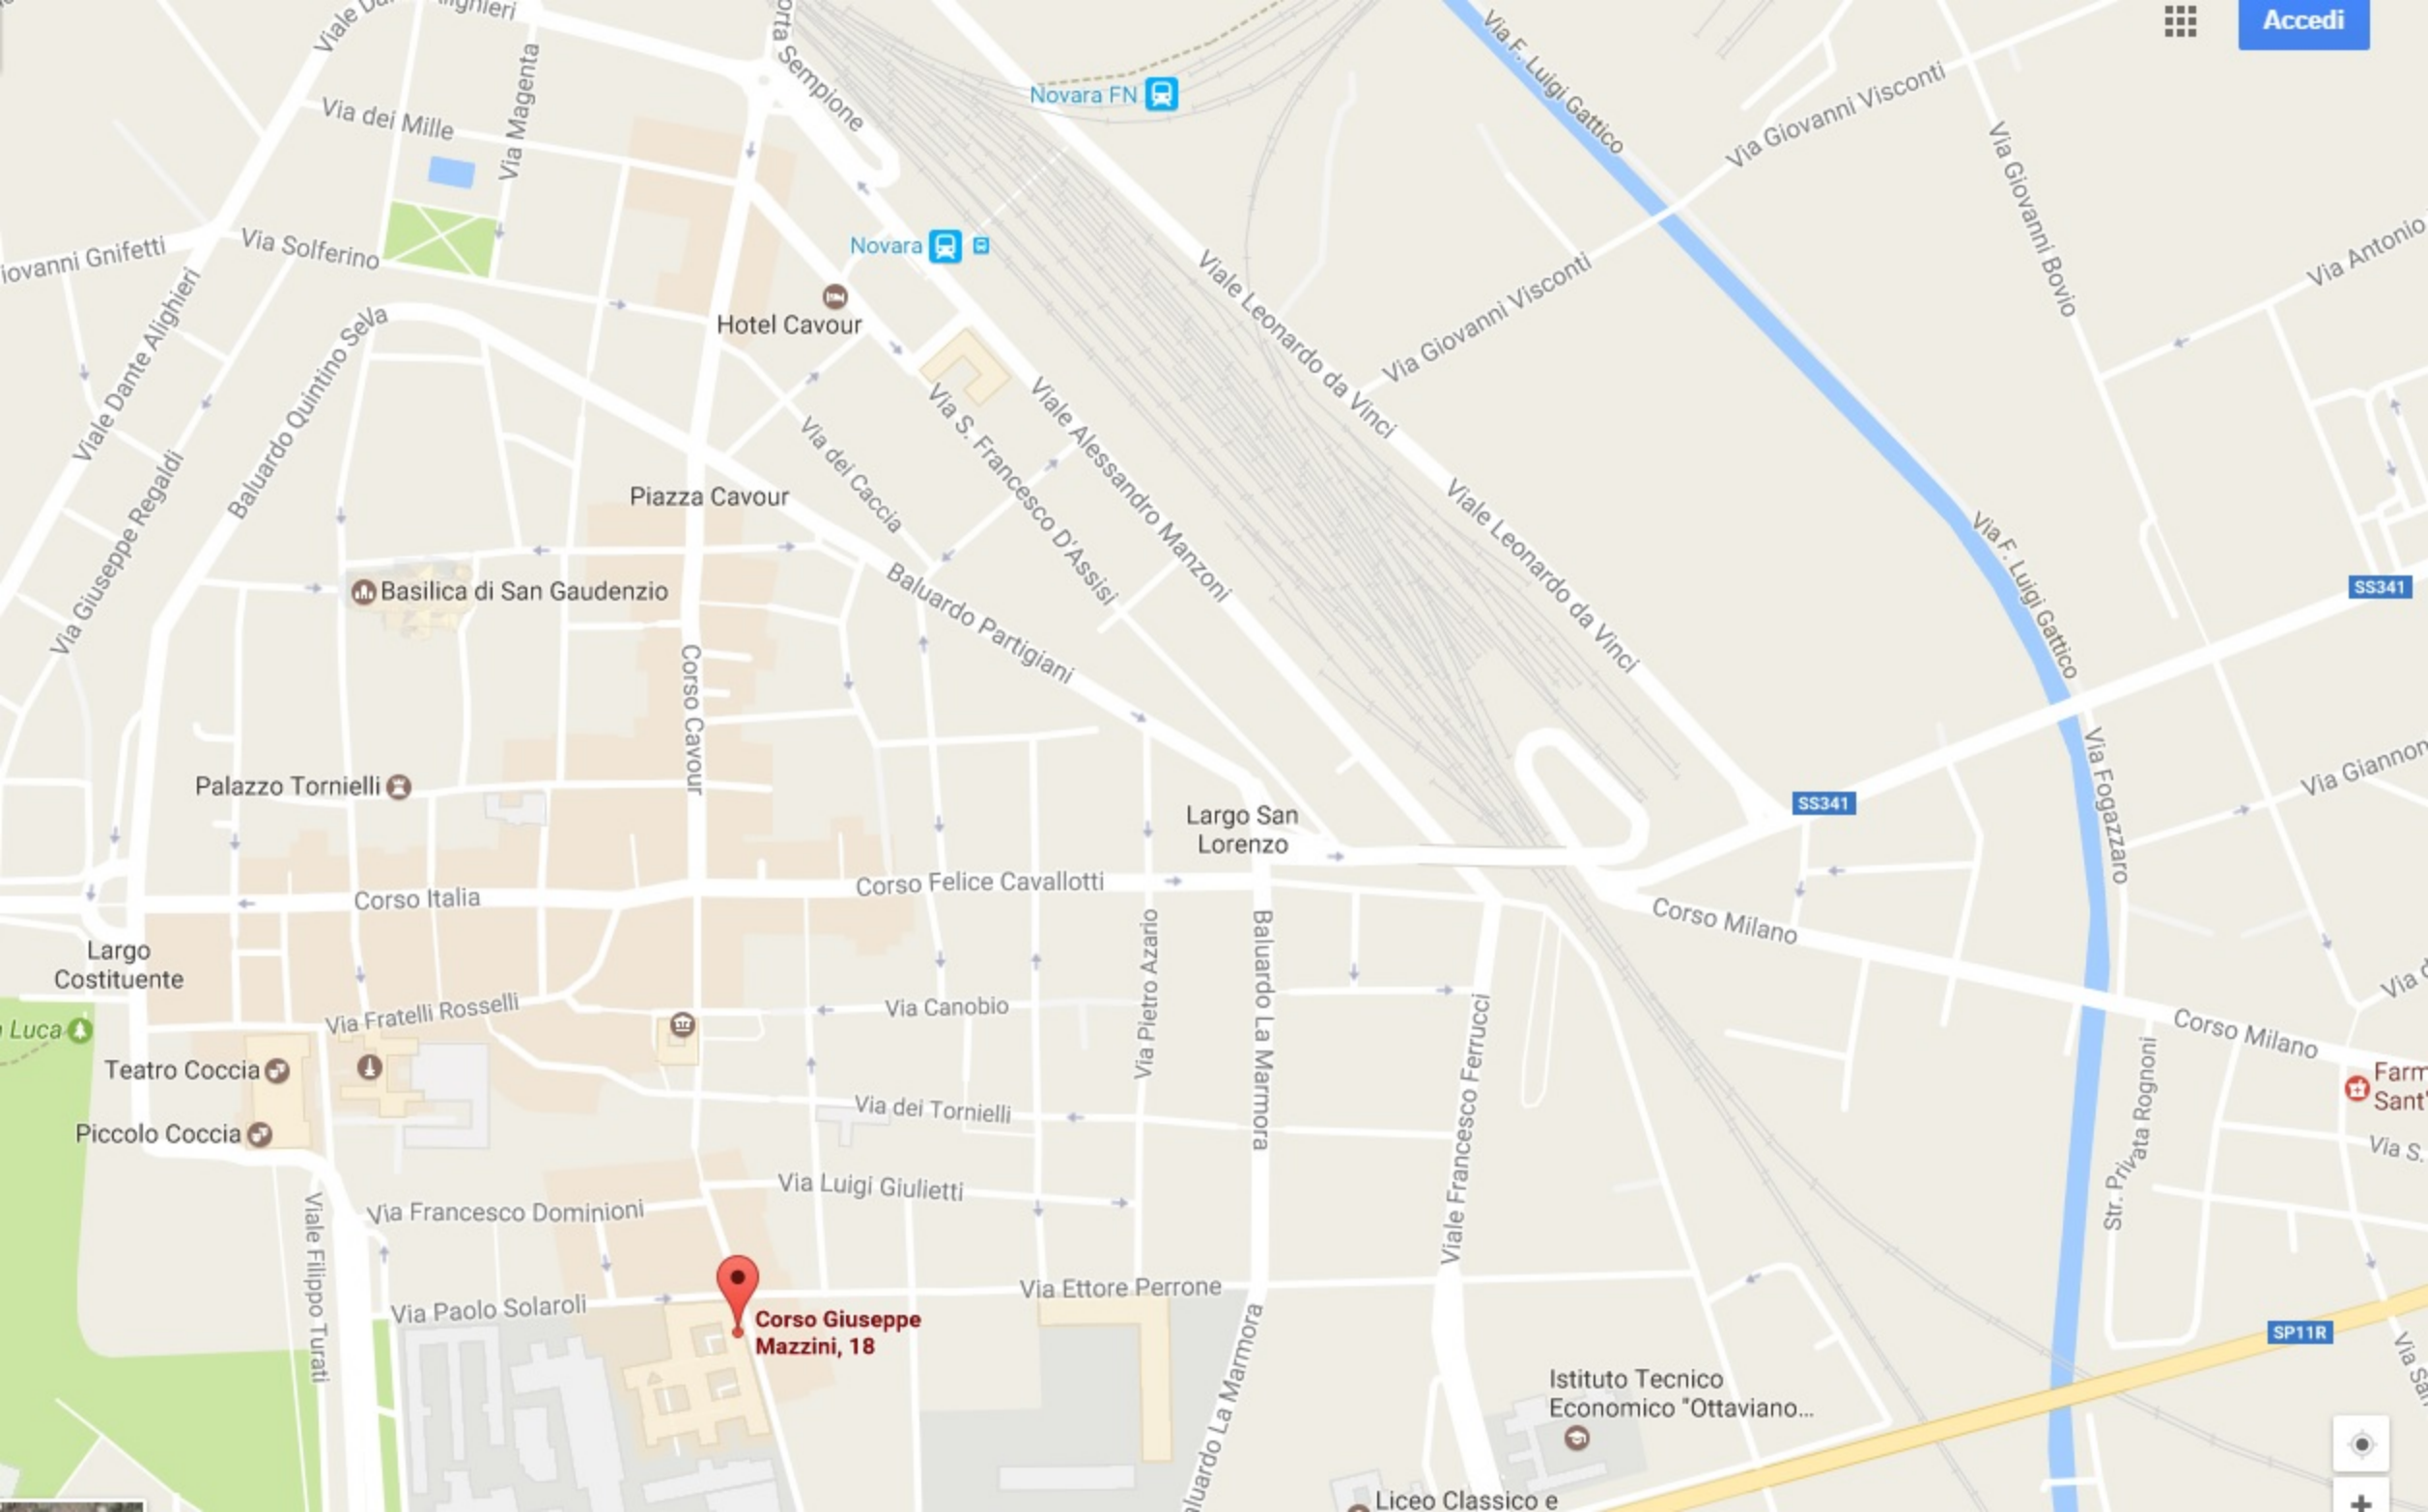 Alighieri
Viale Da
Porta Sempione
Accedi
Via Magenta
Via dei Mille
Novara FN
Via F. Luigi Gattico
Via Giovanni Visconti
Via Giovanni Bovio
Via Antonio
iovanni Gnifetti
Via Solferino
Novara
Hotel Cavour
Viale Leonardo da Vinci
Via Giovanni Visconti
Viale Dante Alighieri
Baluardo Quintino Sella
Via Giuseppe Regaldi
Via dei Caccia
Via S. Francesco D'Assisi
Viale Alessandro Manzoni
Piazza Cavour
Viale Leonardo da Vinci
Via F. Luigi Gattico
SS341
Basilica di San Gaudenzio
Baluardo Partigiani
Corso Cavour
Palazzo Tornielli
Largo San
Lorenzo
SS341
Via Fogazzaro
Via Giannon
Corso Italia
Corso Felice Cavallotti
Corso Milano
Largo
Costituente
Via Pietro Azario
Baluardo La Marmora
Viale Francesco Ferrucci
Via Fratelli Rosselli
Via Canobio
Luca
Corso Milano
Via
Teatro Coccia
Farm
Sant'
Via dei Tornielli
Piccolo Coccia
Str. Privata Rognoni
Via S.
Via Luigi Giulietti
Via Francesco Dominioni
Viale Filippo Turati
Via Paolo Solaroli
Via Ettore Perrone
Corso Giuseppe
Mazzini, 18
SP11R
aluardo La Marmora
Istituto Tecnico
Economico "Ottaviano...
Via Sa
Liceo Classico e